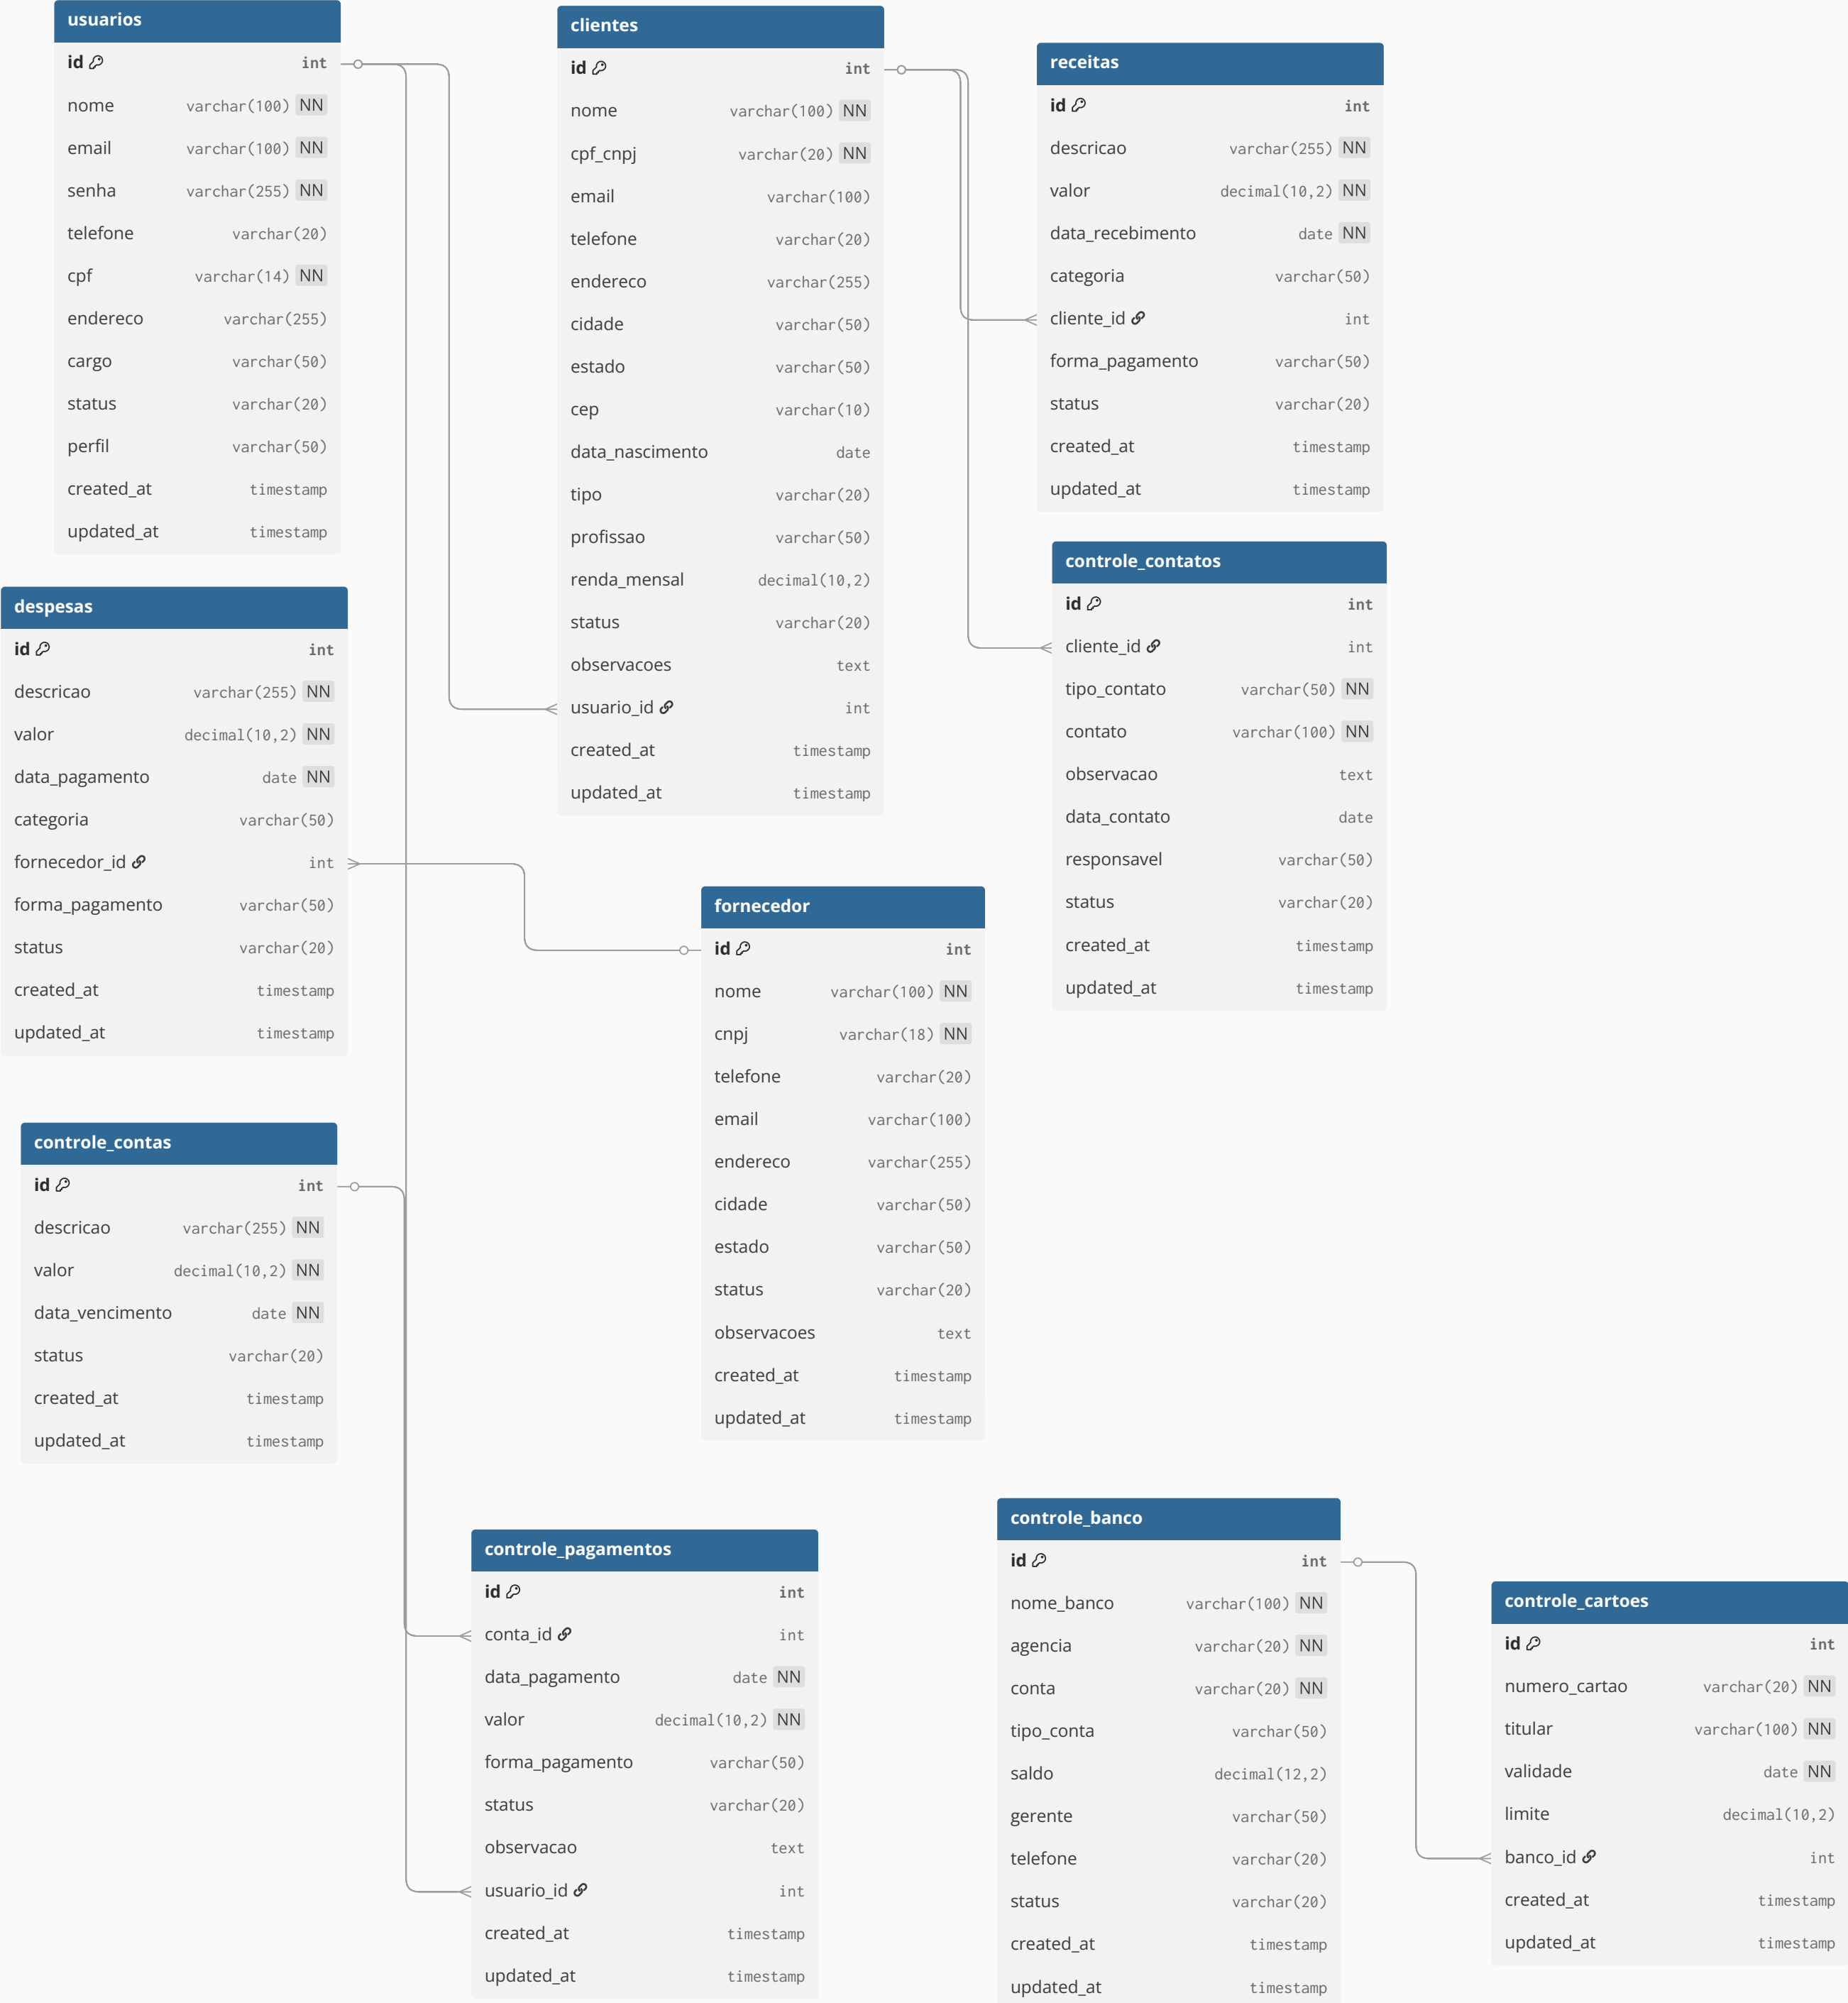 usuarios
id int
nome varchar(100) NN
email varchar(100) NN
senha varchar(255) NN
telefone varchar(20)
cpf varchar(14) NN
endereco varchar(255)
cargo varchar(50)
status varchar(20)
perfil varchar(50)
created_at timestamp
updated_at timestamp
clientes
id int
nome varchar(100) NN
cpf_cnpj varchar(20) NN
email varchar(100)
telefone varchar(20)
endereco varchar(255)
cidade varchar(50)
estado varchar(50)
cep varchar(10)
data_nascimento date
tipo varchar(20)
profissao varchar(50)
renda_mensal decimal(10,2)
status varchar(20)
observacoes text
usuario_id int
created_at timestamp
updated_at timestamp
receitas
id int
descricao varchar(255) NN
valor decimal(10,2) NN
data_recebimento date NN
categoria varchar(50)
cliente_id int
forma_pagamento varchar(50)
status varchar(20)
created_at timestamp
updated_at timestamp
controle_contatos
id int
cliente_id int
tipo_contato varchar(50) NN
contato varchar(100) NN
observacao text
data_contato date
responsavel varchar(50)
status varchar(20)
created_at timestamp
updated_at timestamp
despesas
id int
descricao varchar(255) NN
valor decimal(10,2) NN
data_pagamento date NN
categoria varchar(50)
fornecedor_id int
forma_pagamento varchar(50)
status varchar(20)
created_at timestamp
updated_at timestamp
fornecedor
id int
nome varchar(100) NN
cnpj varchar(18) NN
telefone varchar(20)
email varchar(100)
endereco varchar(255)
cidade varchar(50)
estado varchar(50)
status varchar(20)
observacoes text
created_at timestamp
updated_at timestamp
controle_contas
id int
descricao varchar(255) NN
valor decimal(10,2) NN
data_vencimento date NN
status varchar(20)
created_at timestamp
updated_at timestamp
controle_pagamentos
id int
conta_id int
data_pagamento date NN
valor decimal(10,2) NN
forma_pagamento varchar(50)
status varchar(20)
observacao text
usuario_id int
created_at timestamp
updated_at timestamp
controle_banco
id int
nome_banco varchar(100) NN
agencia varchar(20) NN
conta varchar(20) NN
tipo_conta varchar(50)
saldo decimal(12,2)
gerente varchar(50)
telefone varchar(20)
status varchar(20)
created_at timestamp
updated_at timestamp
controle_cartoes
id int
numero_cartao varchar(20) NN
titular varchar(100) NN
validade date NN
limite decimal(10,2)
banco_id int
created_at timestamp
updated_at timestamp